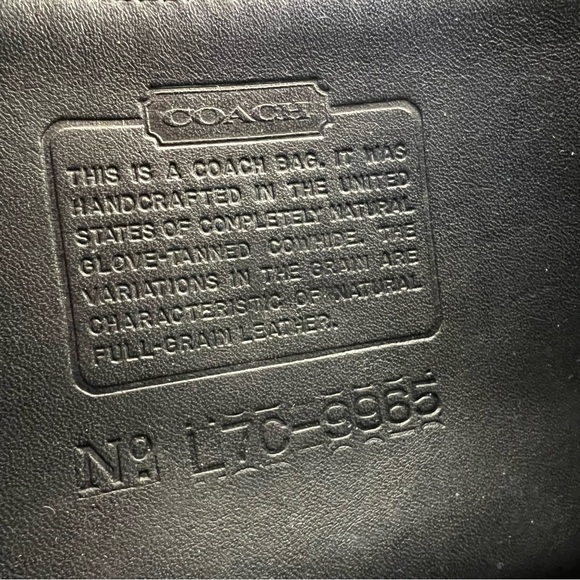 COACH
THIS IS A COACH BAG. IT WAS
HANDCRAFTED IN THE UNITED
STATES OF COMPLETELY NATURAL
GLOVE-TANNED COWHIDE. THE
VARIATIONS IN THE GRAIN ARE
CHARACTERISTIC OF NATURAL
FULL-GRAIN LEATHER.
No. L7C-9965